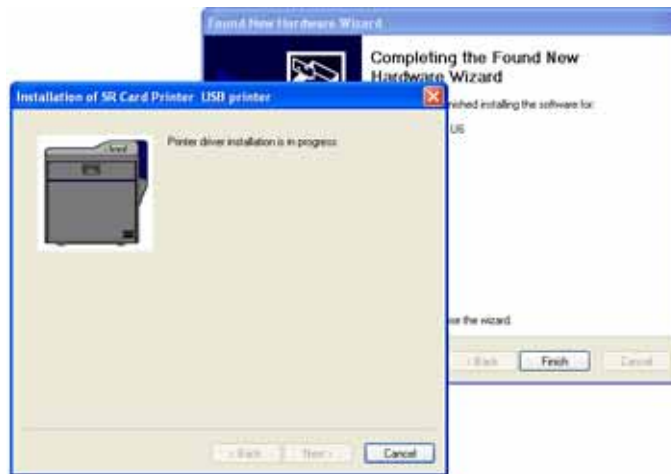 Found New Hardware Wizard
Completing the Found New
Hardware Wizard
nished installing the software for:
U6
the wizard.
< Back
Finish
Cancel
Installation of SR Card Printer USB printer
Printer driver installation is in progress
< Back
Next >
Cancel